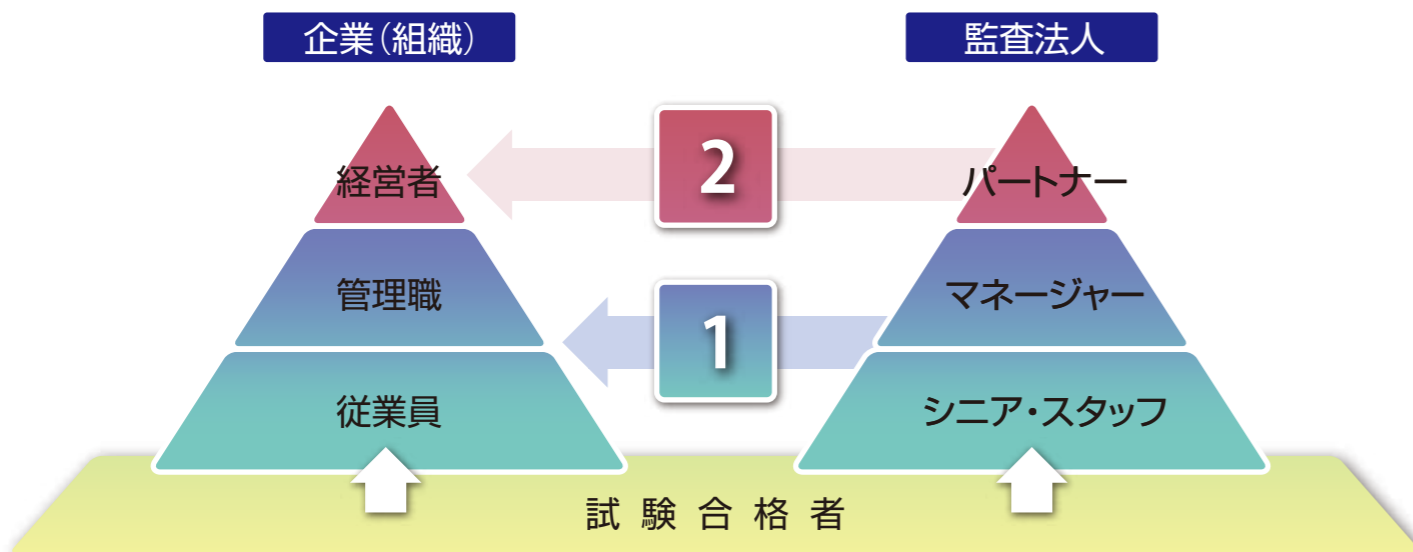 企業（組織）
監査法人
経営者
2
パートナー
管理職
1
マネージャー
従業員
シニア・スタッフ
試験合格者